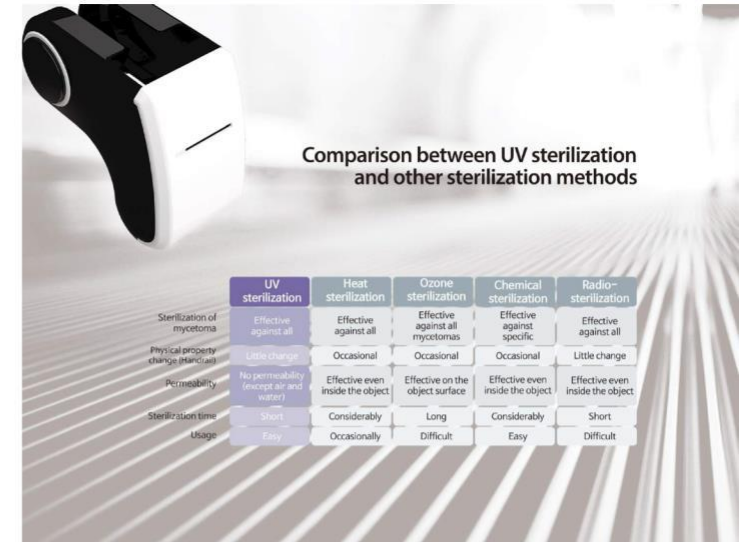 Comparison between UV sterilization
and other sterilization methods
UV
sterilization
Heat
sterilization
Ozone
sterilization
Chemical
sterilization
Radio-
sterilization
Sterilization of
mycetoma
Effective
against all
Effective
against all
Effective
against all
mycetomas
Effective
against
specific
Effective
against all
Physical property
change (Handrail)
Little change
Occasional
Occasional
Occasional
Little change
Permeability
No permeability
(except air and
water)
Effective even
inside the object
Effective on the
object surface
Effective even
inside the object
Effective even
inside the object
Sterilization time
Short
Considerably
Long
Considerably
Short
Usage
Easy
Occasionally
Difficult
Easy
Difficult